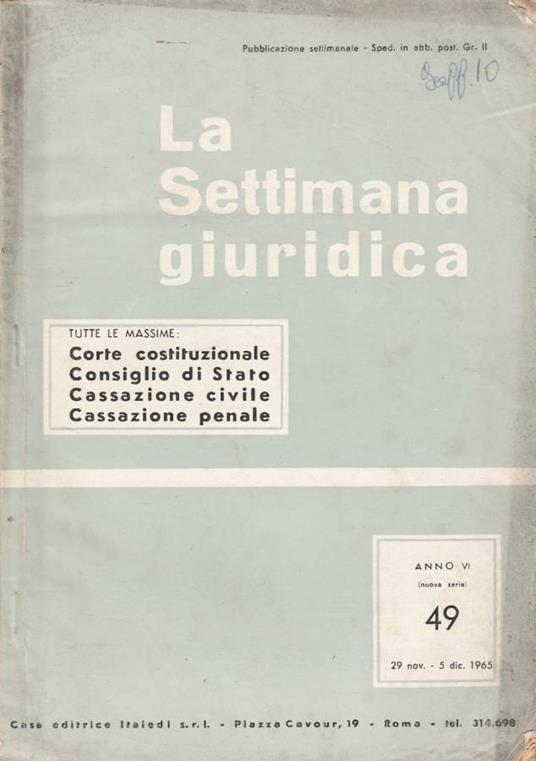 Pubblicazione settimanale - Sped. in abb. post. Gr. II
La
Settimana
giuridica
TUTTE LE MASSIME:
Corte costituzionale
Consiglio di Stato
Cassazione civile
Cassazione penale
ANNO VI
(nuova serie)
49
29 nov. - 5 dic. 1965
Casa editrice Italedi s.r.l. - Piazza Cavour, 19 - Roma - tel. 314.698